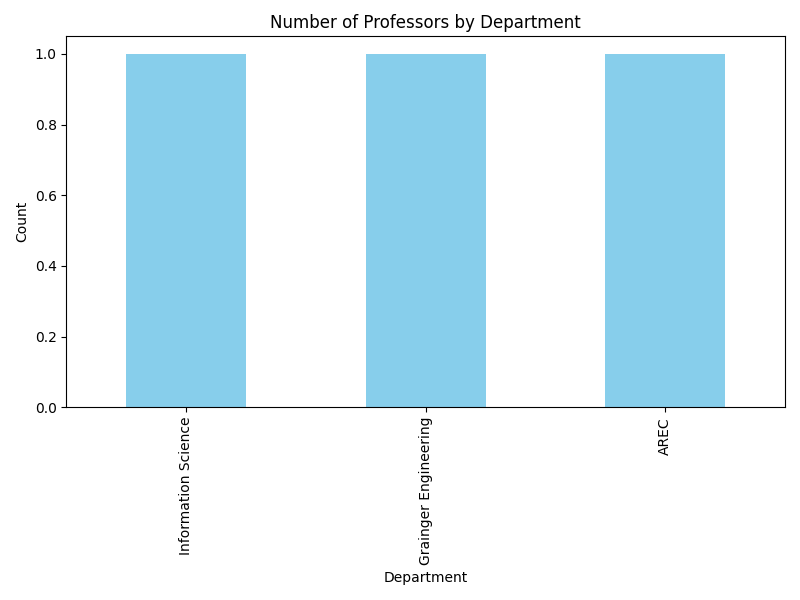 Number of Professors by Department
1.0
0.8
0.6
0.4
0.2
0.0
Count
Information Science
Grainger Engineering
AREC
Department